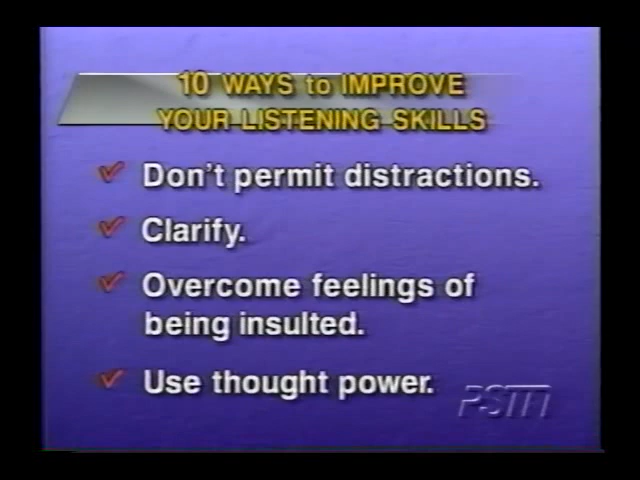 10 WAYS to IMPROVE
YOUR LISTENING SKILLS
Don't permit distractions.
Clarify.
Overcome feelings of
being insulted.
Use thought power.